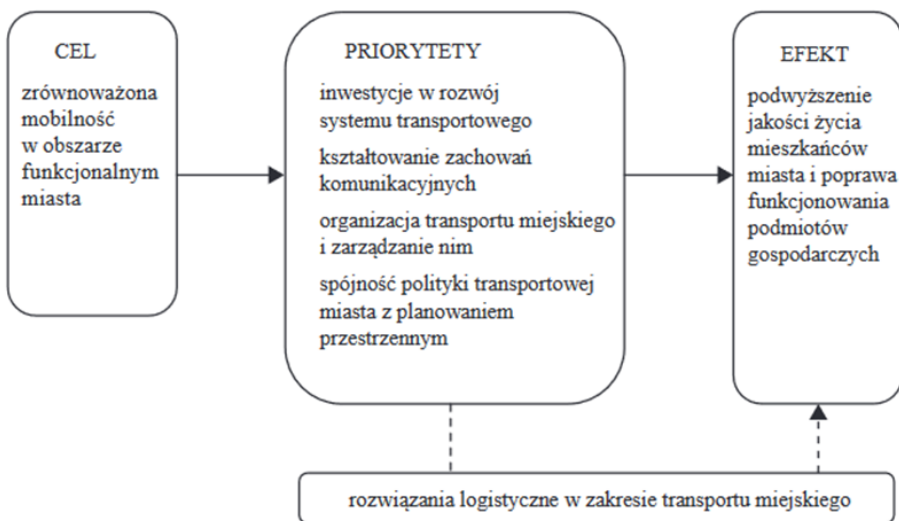 CEL
zrównoważona
mobilność
w obszarze
funkcjonalnym
miasta
PRIORYTETY
inwestycje w rozwój
systemu transportowego
kształtowanie zachowań
komunikacyjnych
organizacja transportu miejskiego
i zarządzanie nim
spójność polityki transportowej
miasta z planowaniem
przestrzennym
EFEKT
podwyższenie
jakości życia
mieszkańców
miasta i poprawa
funkcjonowania
podmiotów
gospodarczych
rozwiązania logistyczne w zakresie transportu miejskiego